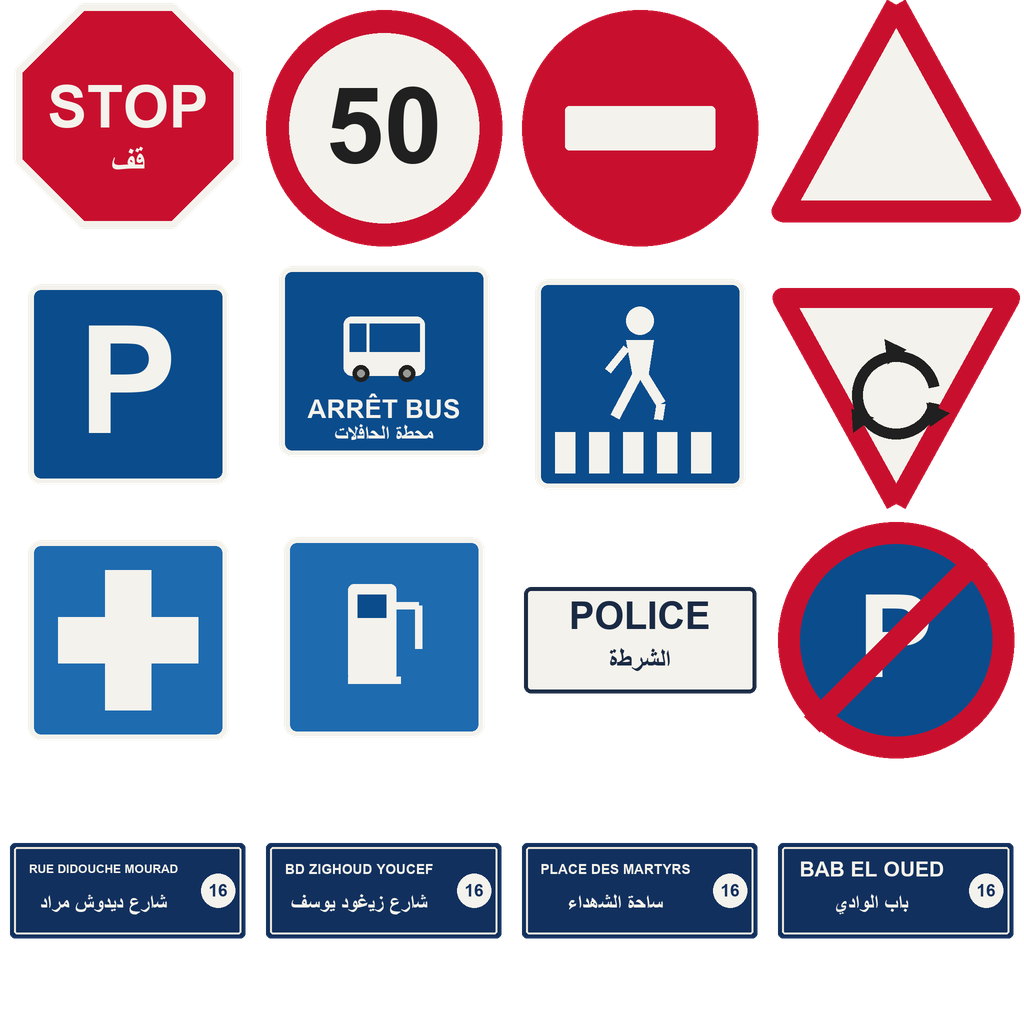 STOP
قف
50
P
ARRÊT BUS
محطة الحافلات
POLICE
الشرطة
P
RUE DIDOUCHE MOURAD
شارع ديدوش مراد
16
BD ZIGHOUD YOUCEF
شارع زيغود يوسف
16
PLACE DES MARTYRS
ساحة الشهداء
16
BAB EL OUED
باب الوادي
16